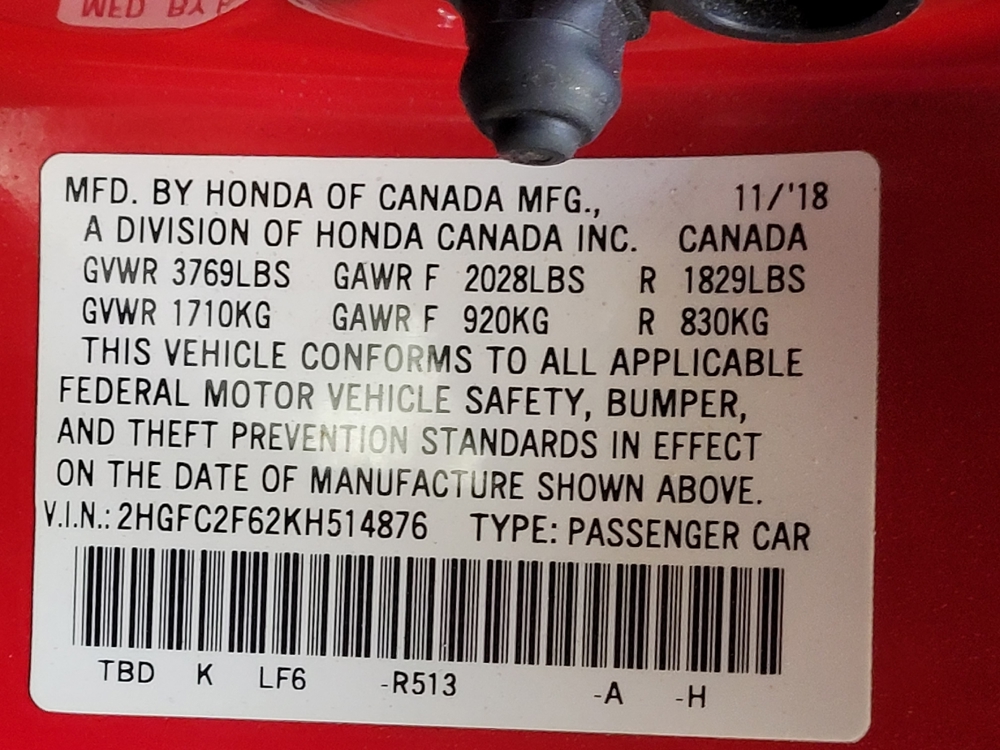 WED BY
MFD. BY HONDA OF CANADA MFG., 11/'18
A DIVISION OF HONDA CANADA INC. CANADA
GVWR 3769LBS GAWR F 2028LBS R 1829LBS
GVWR 1710KG GAWR F 920KG R 830KG
THIS VEHICLE CONFORMS TO ALL APPLICABLE
FEDERAL MOTOR VEHICLE SAFETY, BUMPER,
AND THEFT PREVENTION STANDARDS IN EFFECT
ON THE DATE OF MANUFACTURE SHOWN ABOVE.
V.I.N.: 2HGFC2F62KH514876 TYPE: PASSENGER CAR
TBD K LF6 -R513 -A -H